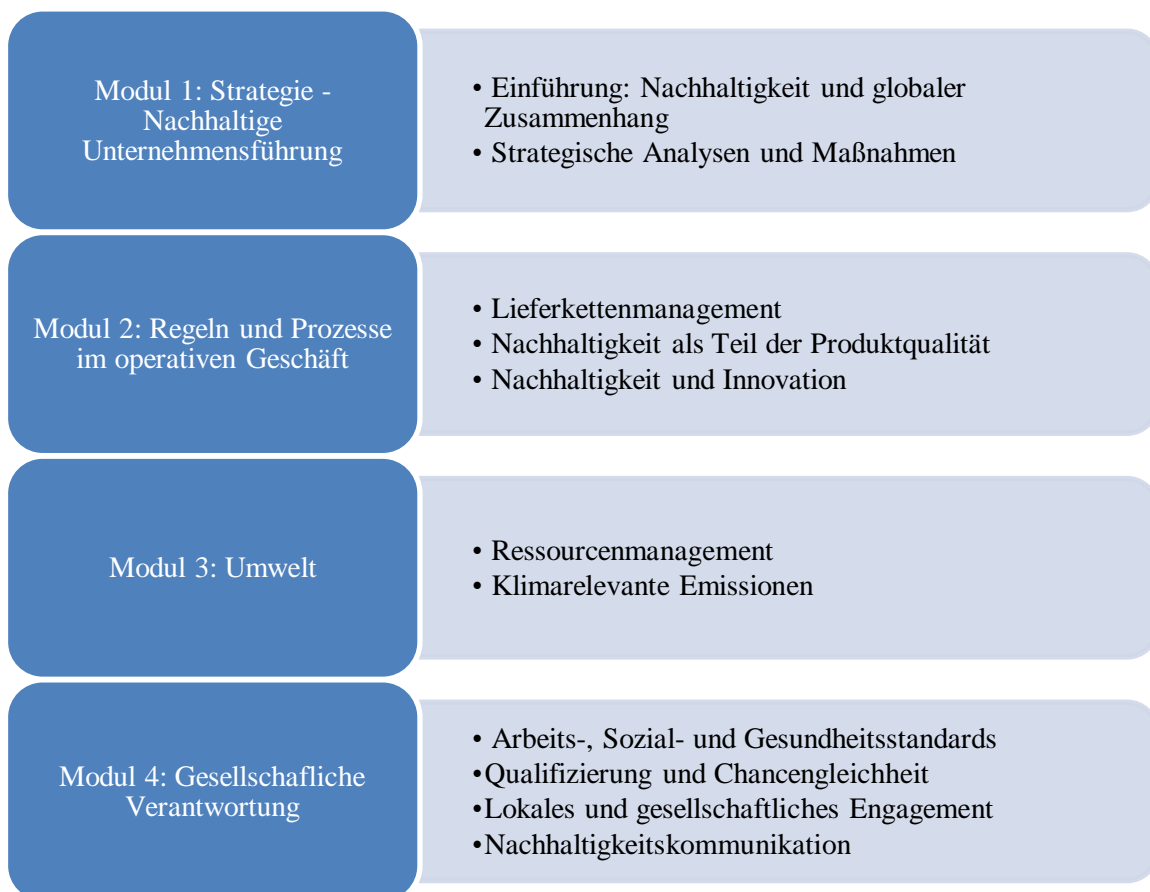 Modul 1: Strategie -
Nachhaltige
Unternehmensführung
• Einführung: Nachhaltigkeit und globaler
Zusammenhang
• Strategische Analysen und Maßnahmen
Modul 2: Regeln und Prozesse
im operativen Geschäft
• Lieferkettenmanagement
• Nachhaltigkeit als Teil der Produktqualität
• Nachhaltigkeit und Innovation
Modul 3: Umwelt
• Ressourcenmanagement
• Klimarelevante Emissionen
Modul 4: Gesellschafliche
Verantwortung
• Arbeits-, Sozial- und Gesundheitsstandards
•Qualifizierung und Chancengleichheit
•Lokales und gesellschaftliches Engagement
•Nachhaltigkeitskommunikation